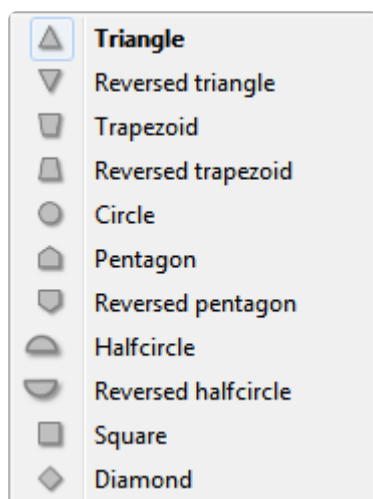 Triangle
Reversed triangle
Trapezoid
Reversed trapezoid
Circle
Pentagon
Reversed pentagon
Halfcircle
Reversed halfcircle
Square
Diamond